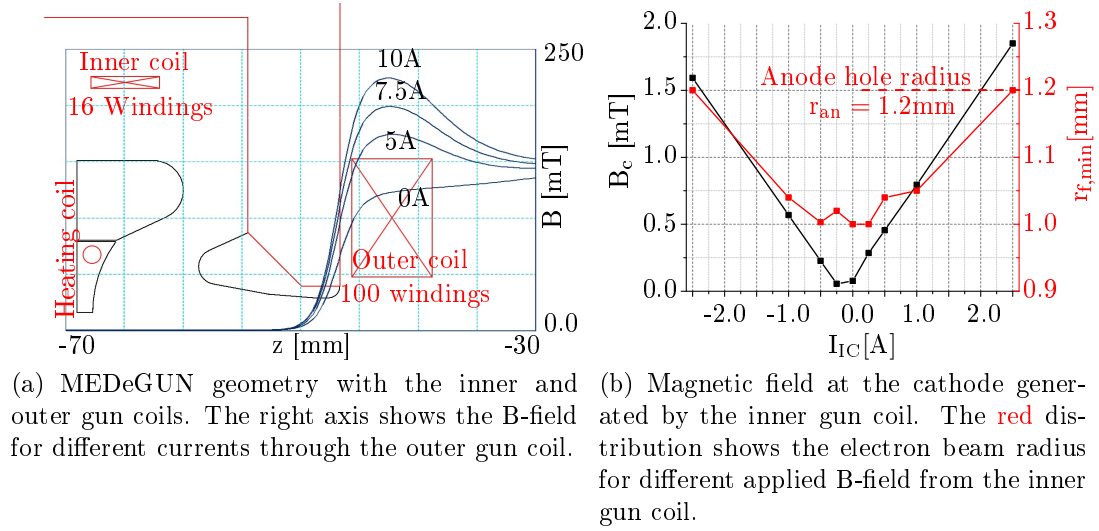 10A
7.5A
5A
0A
Inner coil
16 Windings
Heating coil
Outer coil
100 windings
250
B [mT]
0.0
-70
z [mm]
-30
2.0
1.5
1.0
0.5
0.0
B_c [mT]
Anode hole radius
r_an = 1.2mm
1.3
1.2
1.1
1.0
0.9
r_f,min [mm]
-2.0
-1.0
0.0
1.0
2.0
I_IC [A]
(a) MEDeGUN geometry with the inner and
outer gun coils. The right axis shows the B-field
for different currents through the outer gun coil.
(b) Magnetic field at the cathode gener-
ated by the inner gun coil. The red dis-
tribution shows the electron beam radius
for different applied B-field from the inner
gun coil.